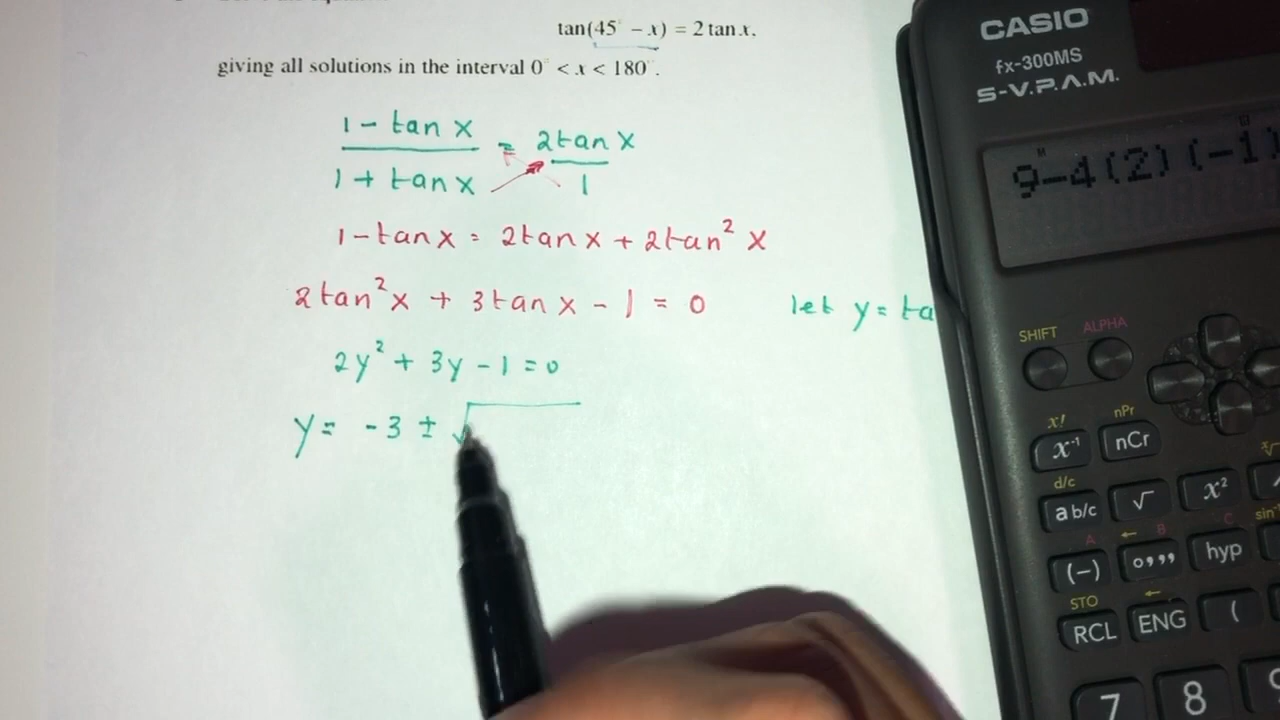 tan(45° − x) = 2 tan x.
giving all solutions in the interval 0° < x < 180°.
1 - tan x
1 + tan x
= 2tan x
1
1 - tan x = 2tan x + 2tan² x
2tan² x + 3tan x - 1 = 0
let y = ta
2y² + 3y - 1 = 0
y = -3 ± √
CASIO
fx-300MS
S-V.P.A.M.
M
9-4(2)(-1)
SHIFT ALPHA
x! nPr
x⁻¹ nCr
d/c
a b/c √ x²
A ← B C sin⁻
(−) °,,, hyp
STO ←
RCL ENG (
7 8